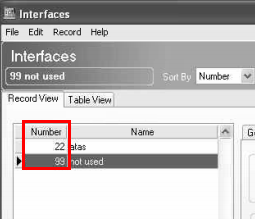 Interfaces
File Edit Record Help
Interfaces
99 not used Sort By Number
Record View Table View
Number Name
22 atas
99 not used